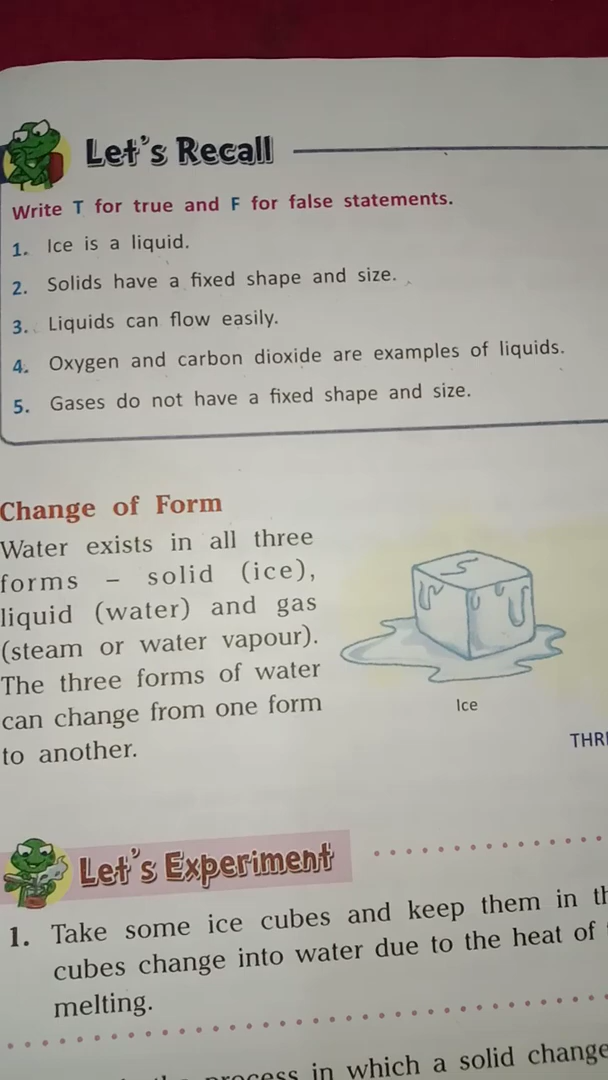 Let's Recall
Write T for true and F for false statements.
1. Ice is a liquid.
2. Solids have a fixed shape and size.
3. Liquids can flow easily.
4. Oxygen and carbon dioxide are examples of liquids.
5. Gases do not have a fixed shape and size.
Change of Form
Water exists in all three
forms – solid (ice),
liquid (water) and gas
(steam or water vapour).
The three forms of water
can change from one form
to another.
Ice
Let's Experiment
1. Take some ice cubes and keep them in
cubes change into water due to the heat of
melting.
process in which a solid change